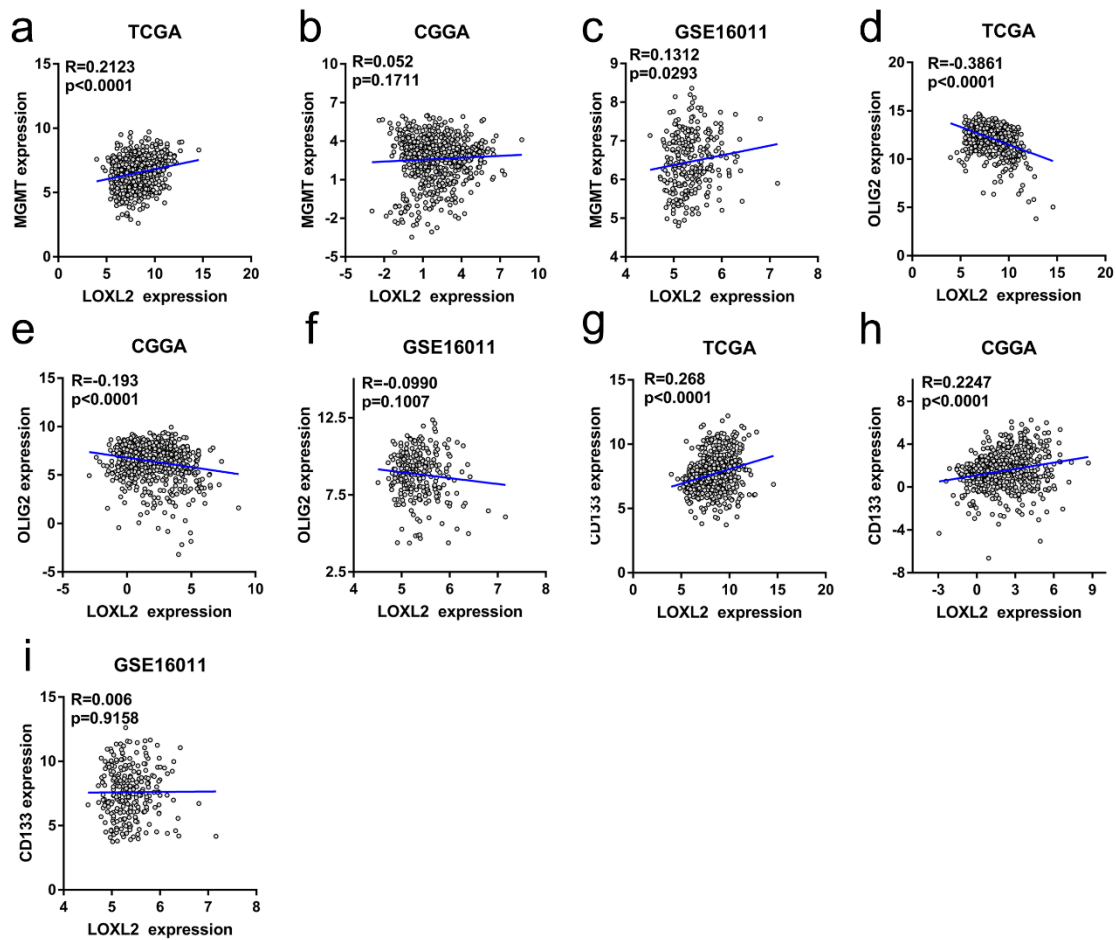 a
TCGA
R=0.2123
p<0.0001
MGMT expression
15
10
5
0
0 5 10 15 20
LOXL2 expression
b
CGGA
R=0.052
p=0.1711
MGMT expression
10
7
4
1
-2
-5
-5 -2 1 4 7 10
LOXL2 expression
c
GSE16011
R=0.1312
p=0.0293
MGMT expression
9
8
7
6
5
4
4 5 6 7 8
LOXL2 expression
d
TCGA
R=-0.3861
p<0.0001
OLIG2 expression
20
15
10
5
0
0 5 10 15 20
LOXL2 expression
e
CGGA
R=-0.193
p<0.0001
OLIG2 expression
15
10
5
0
-5
-5 0 5 10
LOXL2 expression
f
GSE16011
R=-0.0990
p=0.1007
OLIG2 expression
12.5
7.5
2.5
4 5 6 7 8
LOXL2 expression
g
TCGA
R=0.268
p<0.0001
CD133 expression
15
10
5
0
0 5 10 15 20
LOXL2 expression
h
CGGA
R=0.2247
p<0.0001
CD133 expression
8
4
0
-4
-8
-3 0 3 6 9
LOXL2 expression
i
GSE16011
R=0.006
p=0.9158
CD133 expression
15
10
5
0
4 5 6 7 8
LOXL2 expression